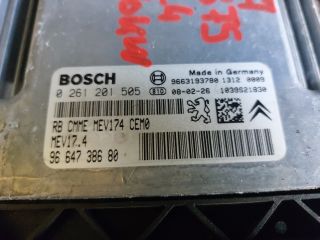 BOSCH
Made in Germany
9663193780 1312 0009
0 261 201 505
08-02-26
1039S21830
RB CMME MEV174 CEM0
MEV17.4
96 647 386 80